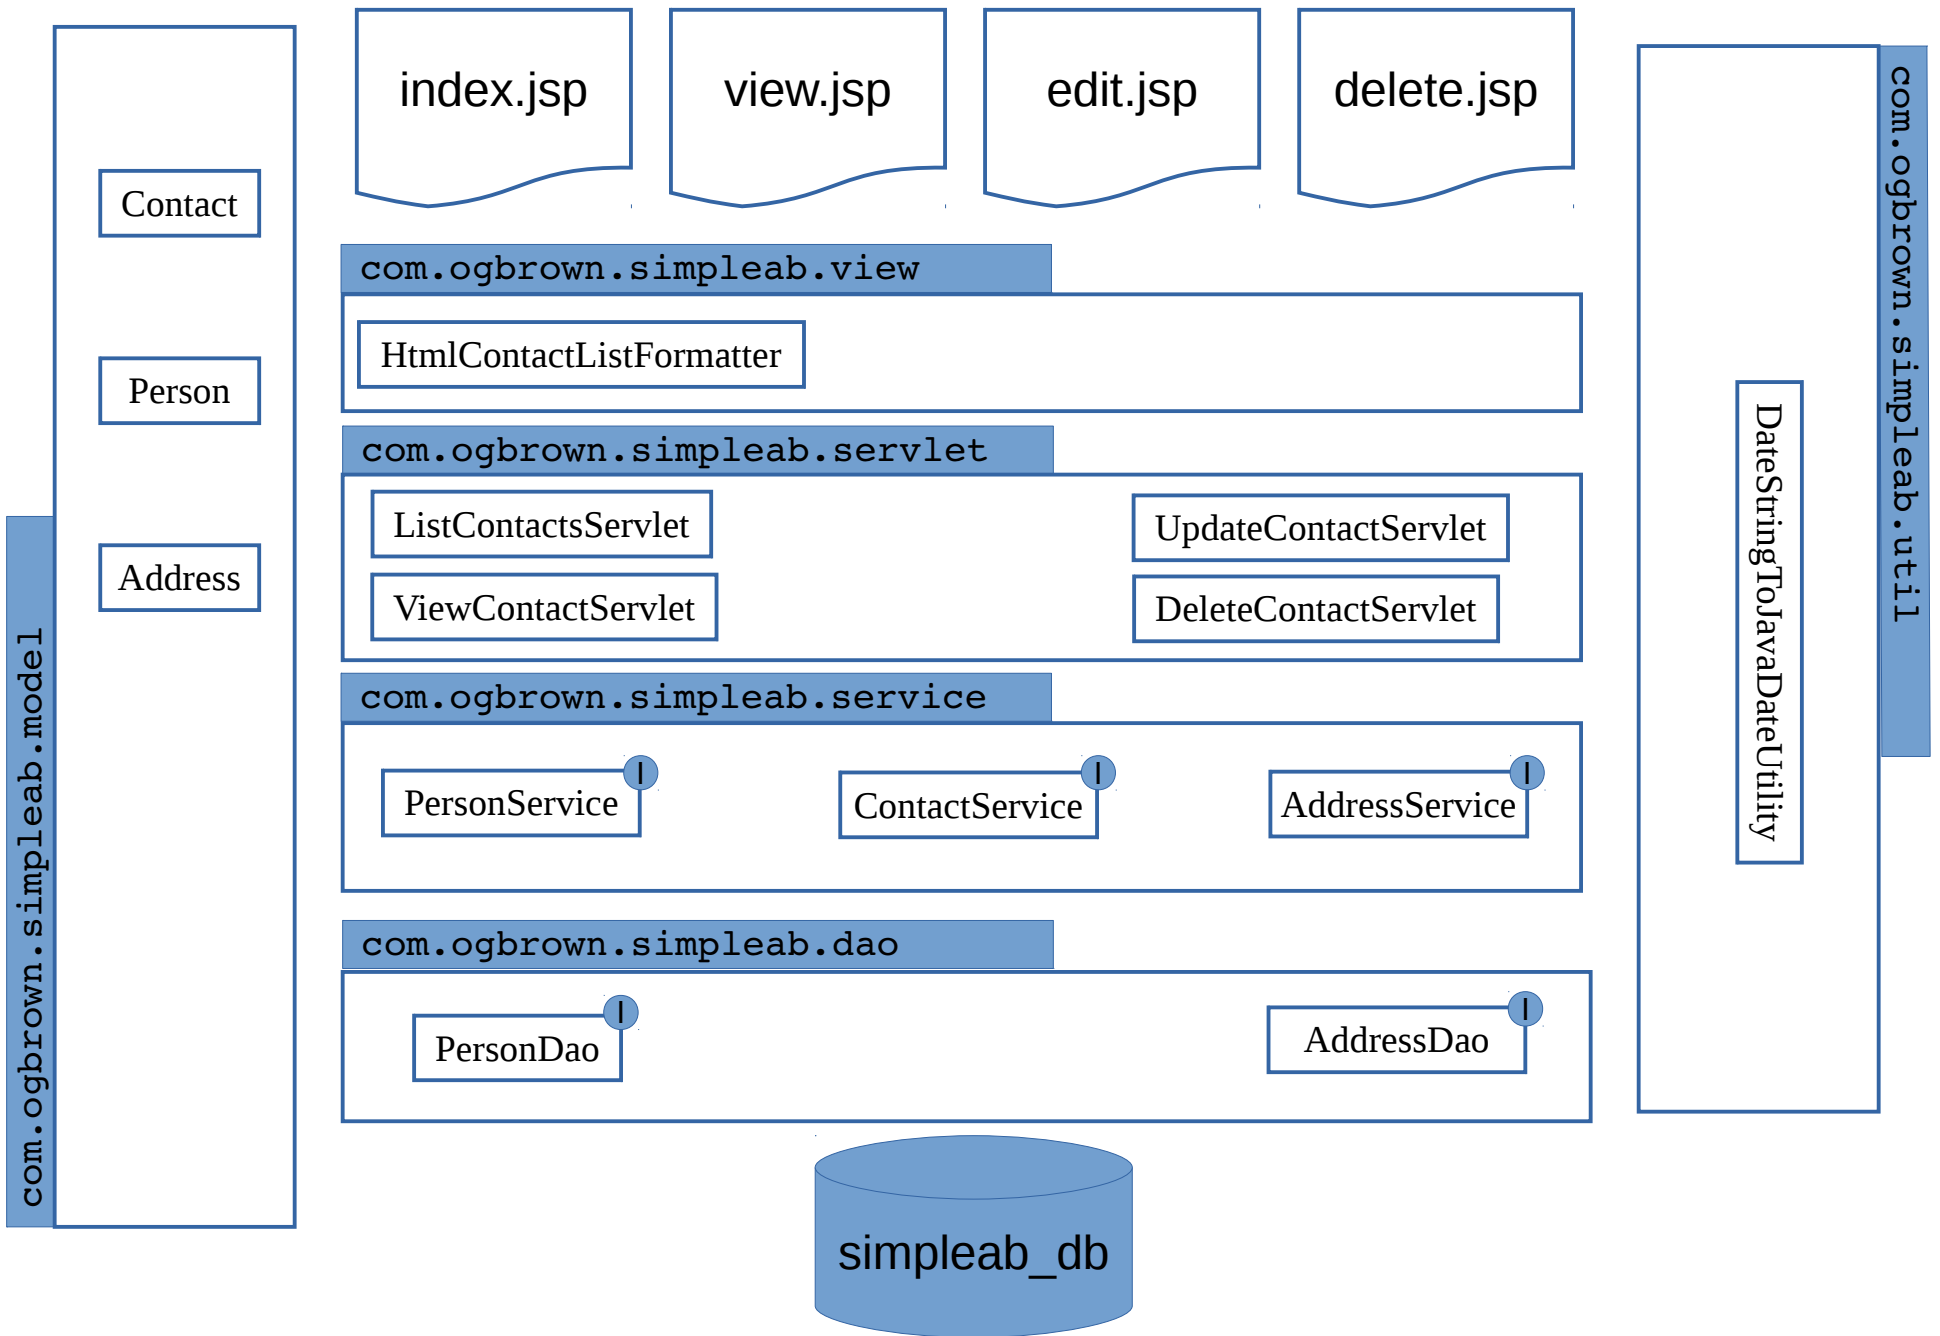 index.jsp
view.jsp
edit.jsp
delete.jsp
com.ogbrown.simpleab.model
Contact
Person
Address
com.ogbrown.simpleab.view
HtmlContactListFormatter
com.ogbrown.simpleab.servlet
ListContactsServlet
UpdateContactServlet
ViewContactServlet
DeleteContactServlet
com.ogbrown.simpleab.service
I
PersonService
I
ContactService
I
AddressService
com.ogbrown.simpleab.dao
I
PersonDao
I
AddressDao
simpleab_db
com.ogbrown.simpleab.util
DateStringToJavaDateUtility